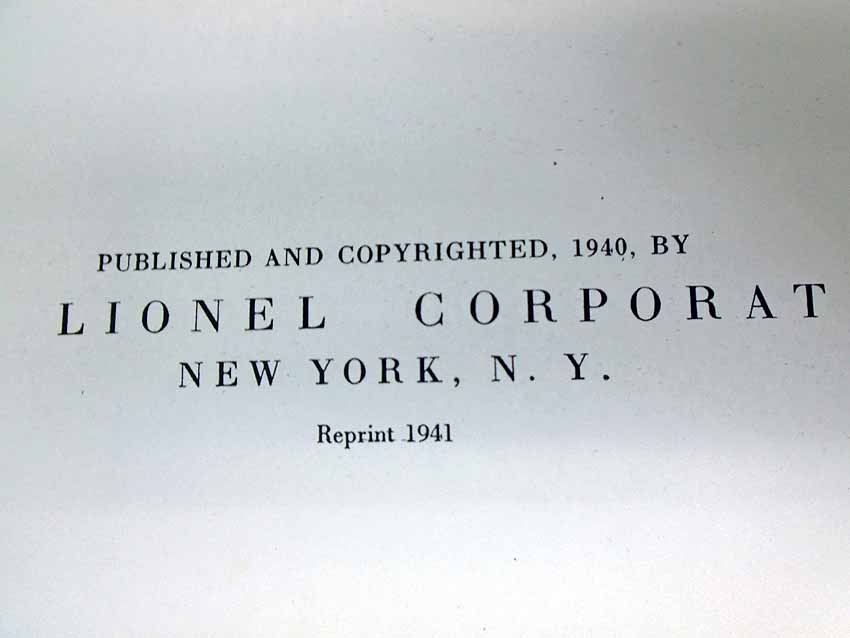 PUBLISHED AND COPYRIGHTED, 1940, BY
LIONEL CORPORAT
NEW YORK, N. Y.
Reprint 1941